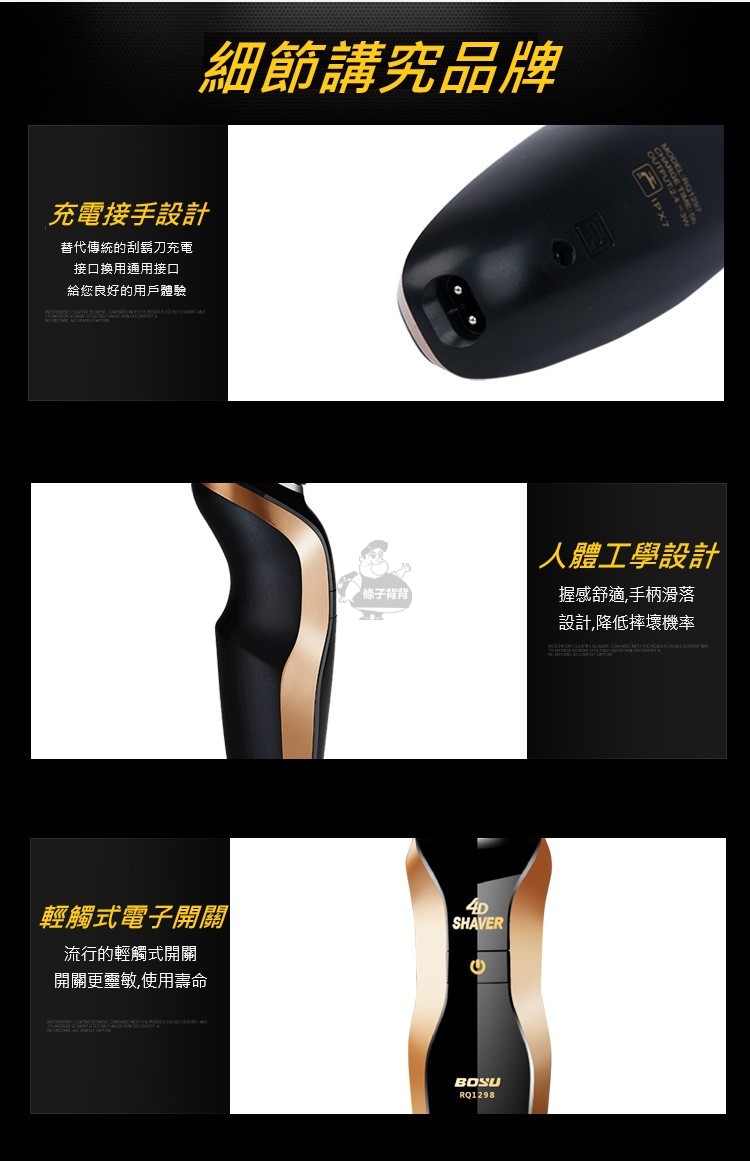 細節講究品牌
充電接手設計
替代傳統的刮鬍刀充電
接口換用通用接口
給您良好的用戶體驗
MODEL RQ1297
IPX7
條子背背
人體工學設計
握感舒適,手柄滑落
設計,降低摔壞機率
輕觸式電子開關
流行的輕觸式開關
開關更靈敏,使用壽命
4D
SHAVER
BOSU
RQ1298